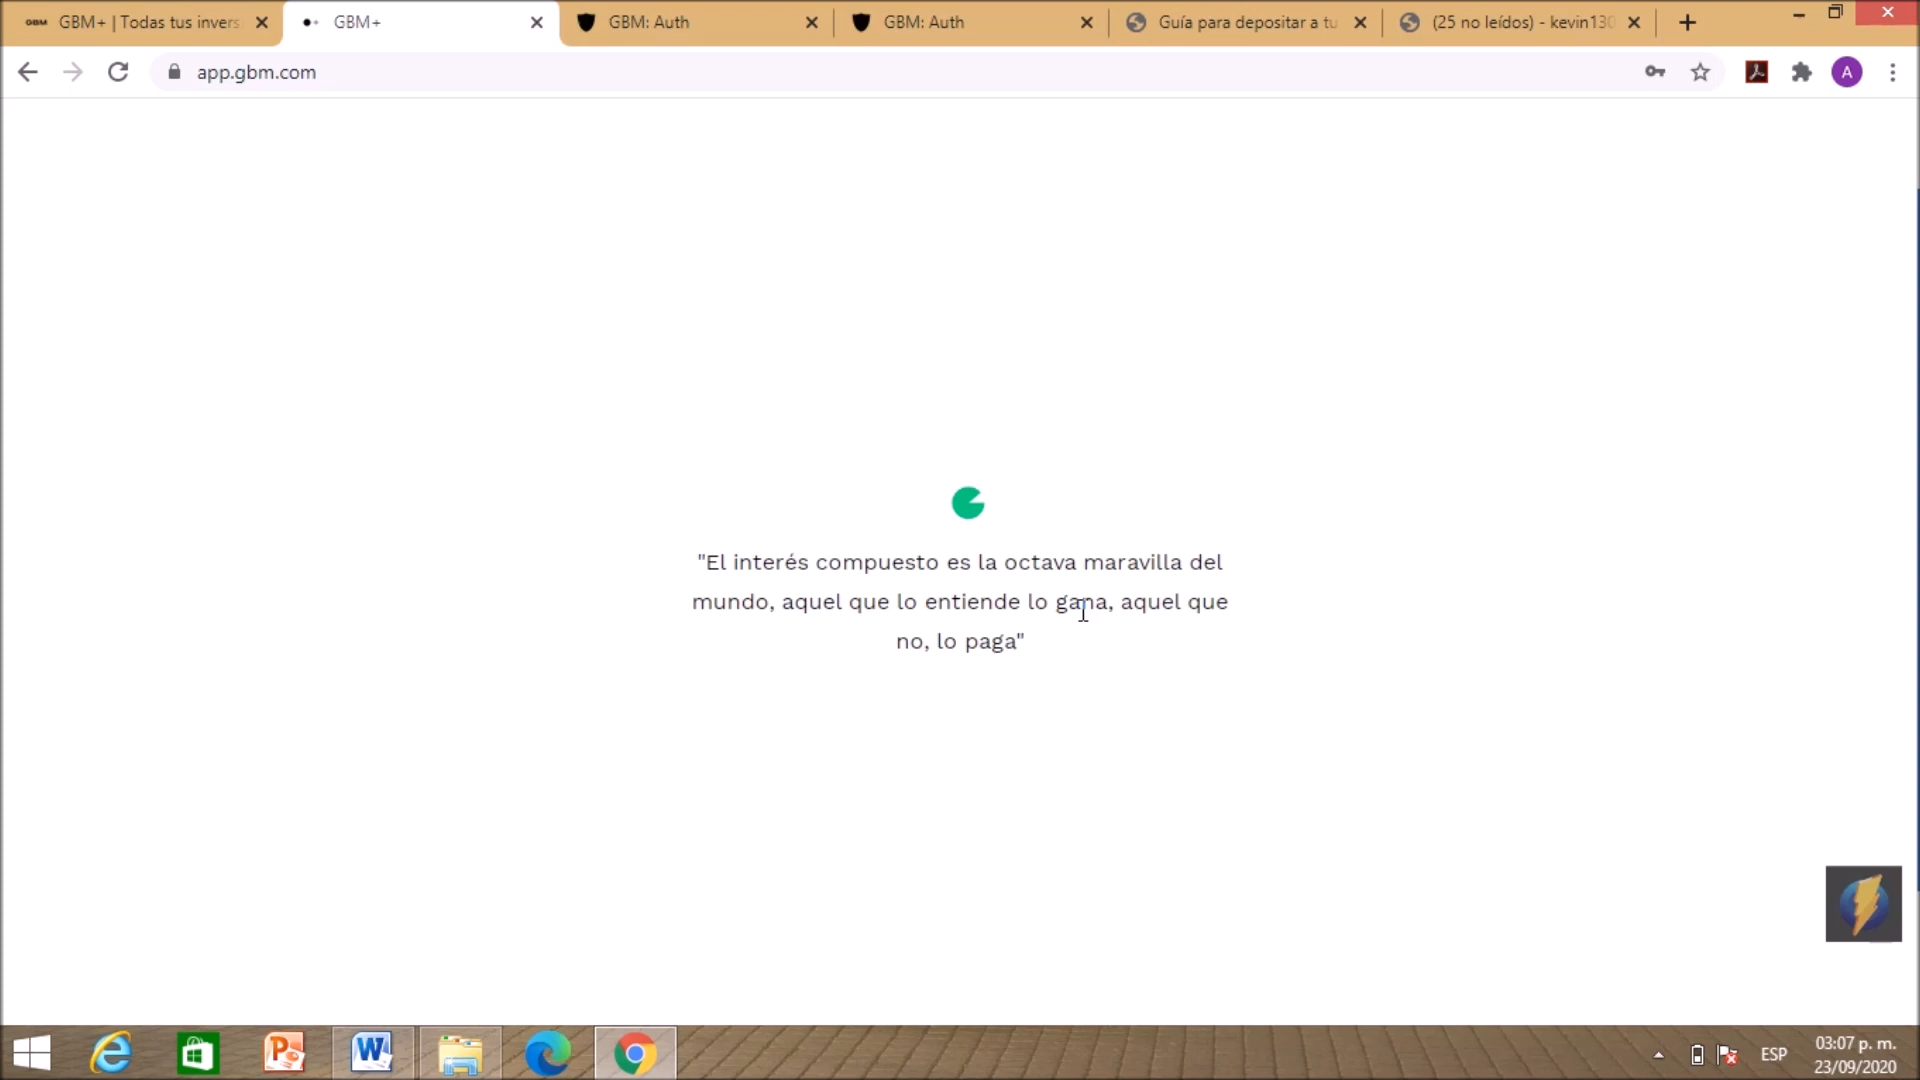 GBM GBM+ | Todas tus invers
GBM+
GBM: Auth
GBM: Auth
Guía para depositar a tu
(25 no leídos) - kevin130
app.gbm.com
A
"El interés compuesto es la octava maravilla del
mundo, aquel que lo entiende lo gana, aquel que
no, lo paga"
ESP
03:07 p. m.
23/09/2020